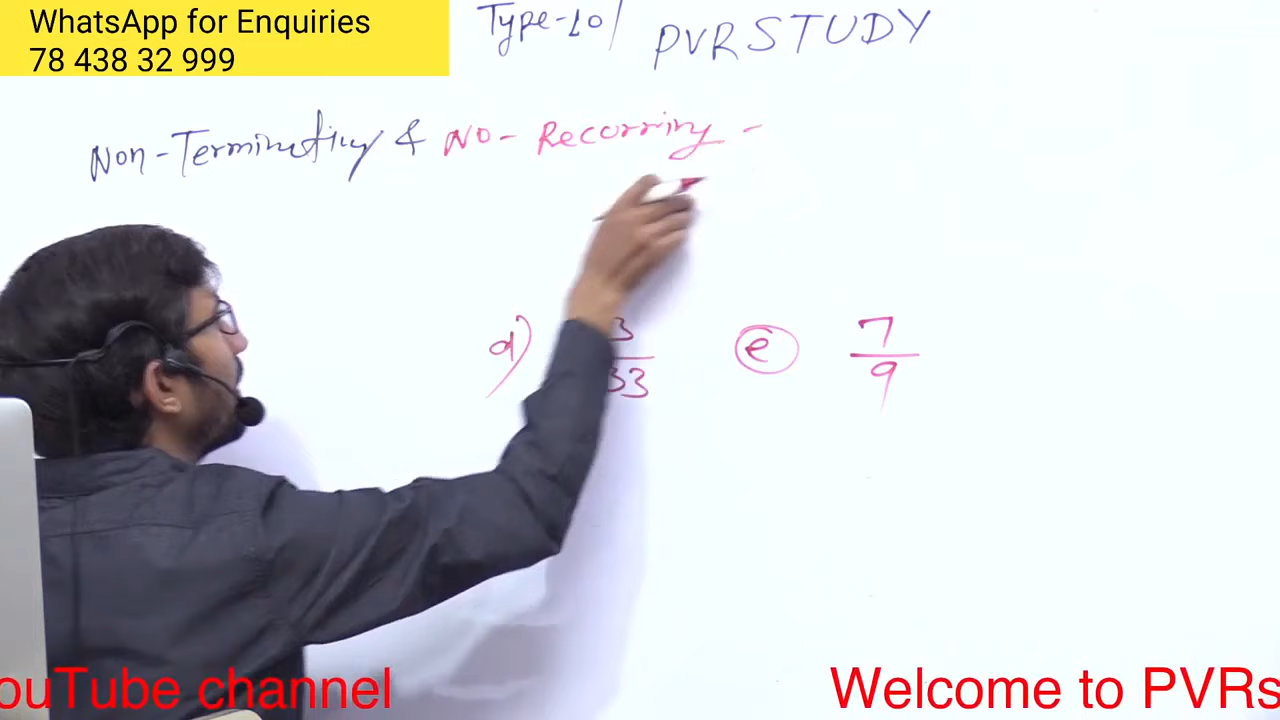 WhatsApp for Enquiries
78 438 32 999
Type-10/ PVRSTUDY
Non-Terminating & NO-Recorring -
d) 3/33 e 7/9
ouTube channel
Welcome to PVRs